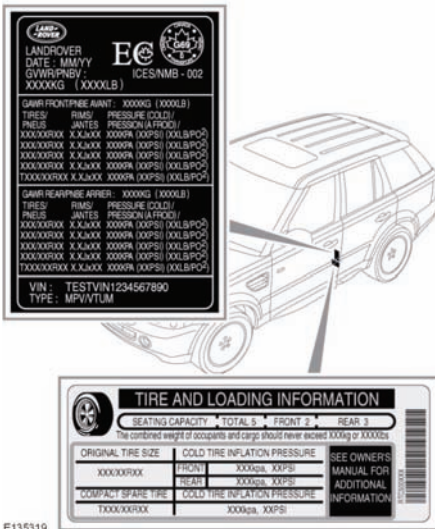 LAND-
ROVER
LANDROVER
DATE : MM/YY
GVWR/PNBV :
XXXXKG (XXXXLB)
EC
G69
ICES/NMB - 002
GAWR FRONT/PNBE AVANT : XXXXKG (XXXXLB)
TIRES/ RIMS/ PRESSURE (COLD) /
PNEUS JANTES PRESSION (A FROID) /
XXX/XXRXX X.XJxXX XXXKPA (XXPSI) (XXLB/PO2)
XXX/XXRXX X.XJxXX XXXKPA (XXPSI) (XXLB/PO2)
XXX/XXRXX X.XJxXX XXXKPA (XXPSI) (XXLB/PO2)
XXX/XXRXX X.XJxXX XXXKPA (XXPSI) (XXLB/PO2)
TXXX/XXRXX X.XJxXX XXXKPA (XXPSI) (XXLB/PO2)
GAWR REAR/PNBE ARRIER : XXXXKG (XXXXLB)
TIRES/ RIMS/ PRESSURE (COLD) /
PNEUS JANTES PRESSION (A FROID) /
XXX/XXRXX X.XJxXX XXXKPA (XXPSI) (XXLB/PO2)
XXX/XXRXX X.XJxXX XXXKPA (XXPSI) (XXLB/PO2)
XXX/XXRXX X.XJxXX XXXKPA (XXPSI) (XXLB/PO2)
XXX/XXRXX X.XJxXX XXXKPA (XXPSI) (XXLB/PO2)
TXXX/XXRXX X.XJxXX XXXKPA (XXPSI) (XXLB/PO2)
VIN : TESTVIN1234567890
TYPE : MPV/VTUM
TIRE AND LOADING INFORMATION
SEATING CAPACITY TOTAL 5 FRONT 2 REAR 3
The combined weight of occupants and cargo should never exceed XXXkg or XXXXlbs
ORIGINAL TIRE SIZE COLD TIRE INFLATION PRESSURE
XXX/XXRXX
FRONT XXXkpa, XXPSI
REAR XXXkpa, XXPSI
COMPACT SPARE TIRE COLD TIRE INFLATION PRESSURE
TXXX/XXRXX XXXkpa, XXPSI
SEE OWNER'S
MANUAL FOR
ADDITIONAL
INFORMATION
E135319